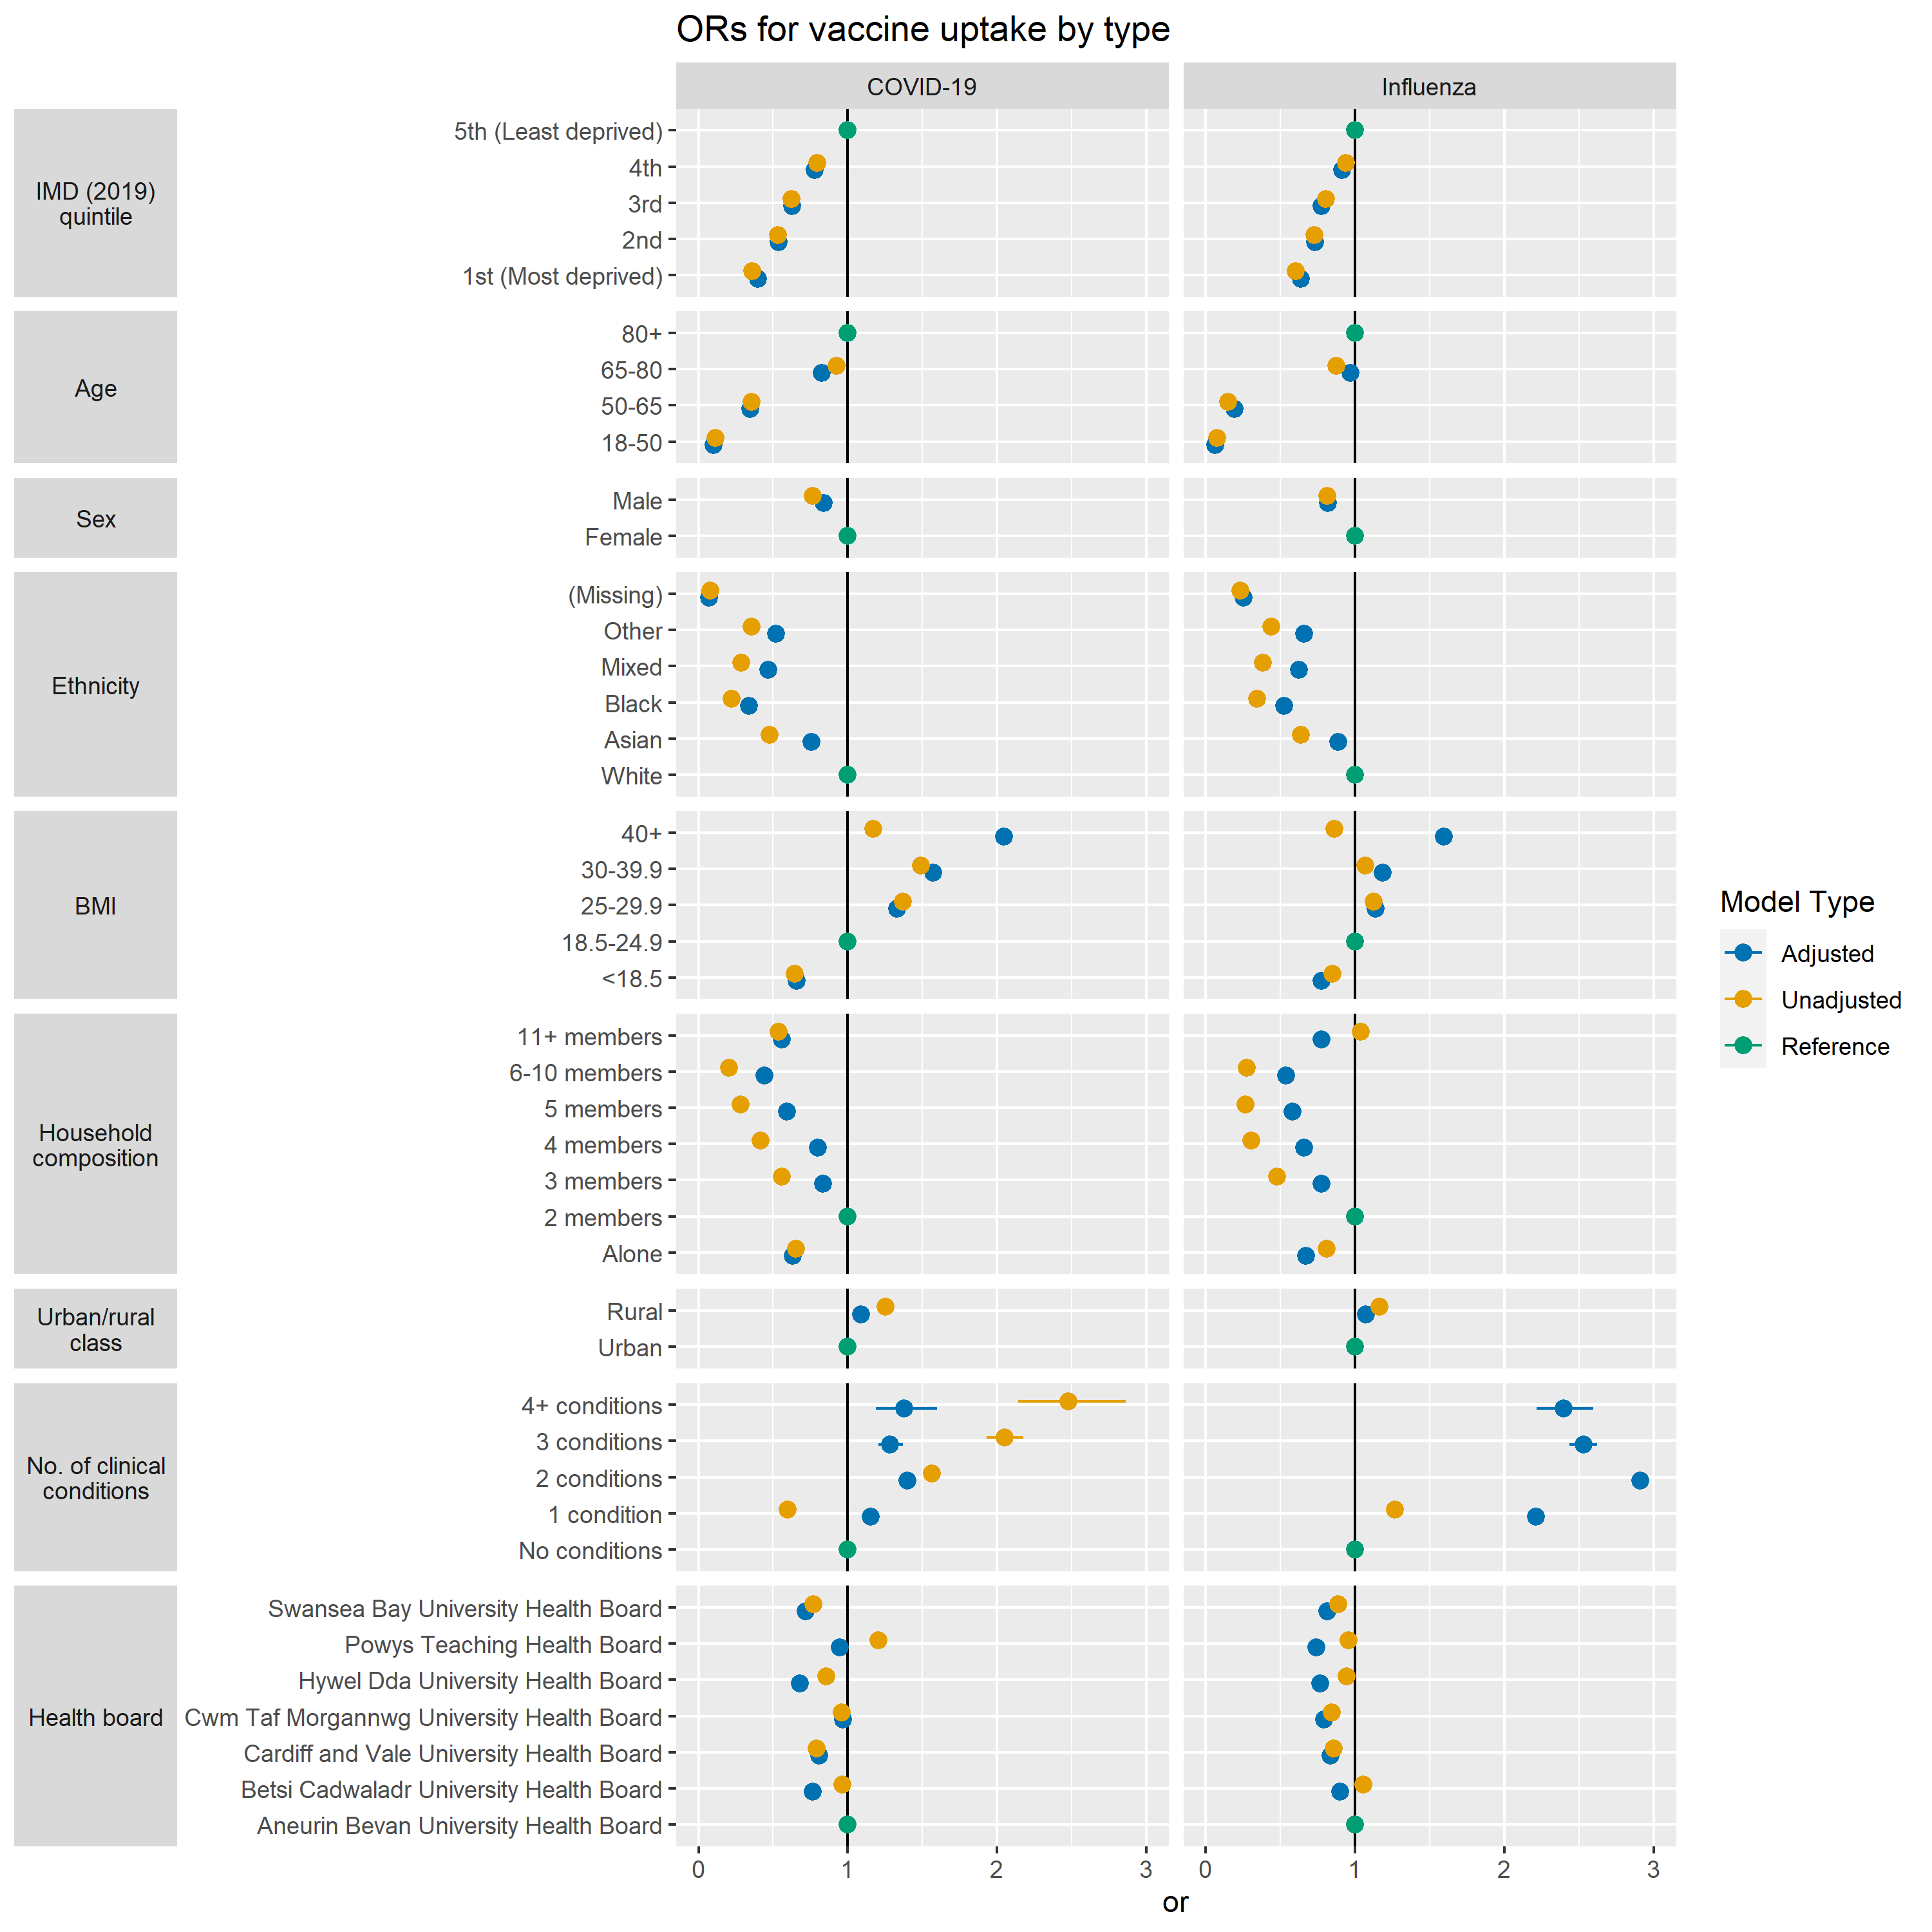 ORs for vaccine uptake by type
COVID-19
Influenza
IMD (2019)
quintile
5th (Least deprived)
4th
3rd
2nd
1st (Most deprived)
Age
80+
65-80
50-65
18-50
Sex
Male
Female
Ethnicity
(Missing)
Other
Mixed
Black
Asian
White
BMI
40+
30-39.9
25-29.9
18.5-24.9
<18.5
Household
composition
11+ members
6-10 members
5 members
4 members
3 members
2 members
Alone
Urban/rural
class
Rural
Urban
No. of clinical
conditions
4+ conditions
3 conditions
2 conditions
1 condition
No conditions
Health board
Swansea Bay University Health Board
Powys Teaching Health Board
Hywel Dda University Health Board
Cwm Taf Morgannwg University Health Board
Cardiff and Vale University Health Board
Betsi Cadwaladr University Health Board
Aneurin Bevan University Health Board
0 1 2 3
0 1 2 3
or
Model Type
Adjusted
Unadjusted
Reference